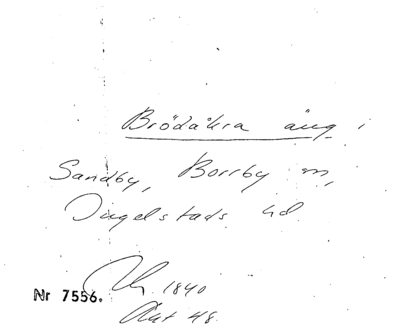 Brödåkra äng i
Sandby, Borrby m,
Ingelstads hd.
1840
Nr 7556.
Akt 48.